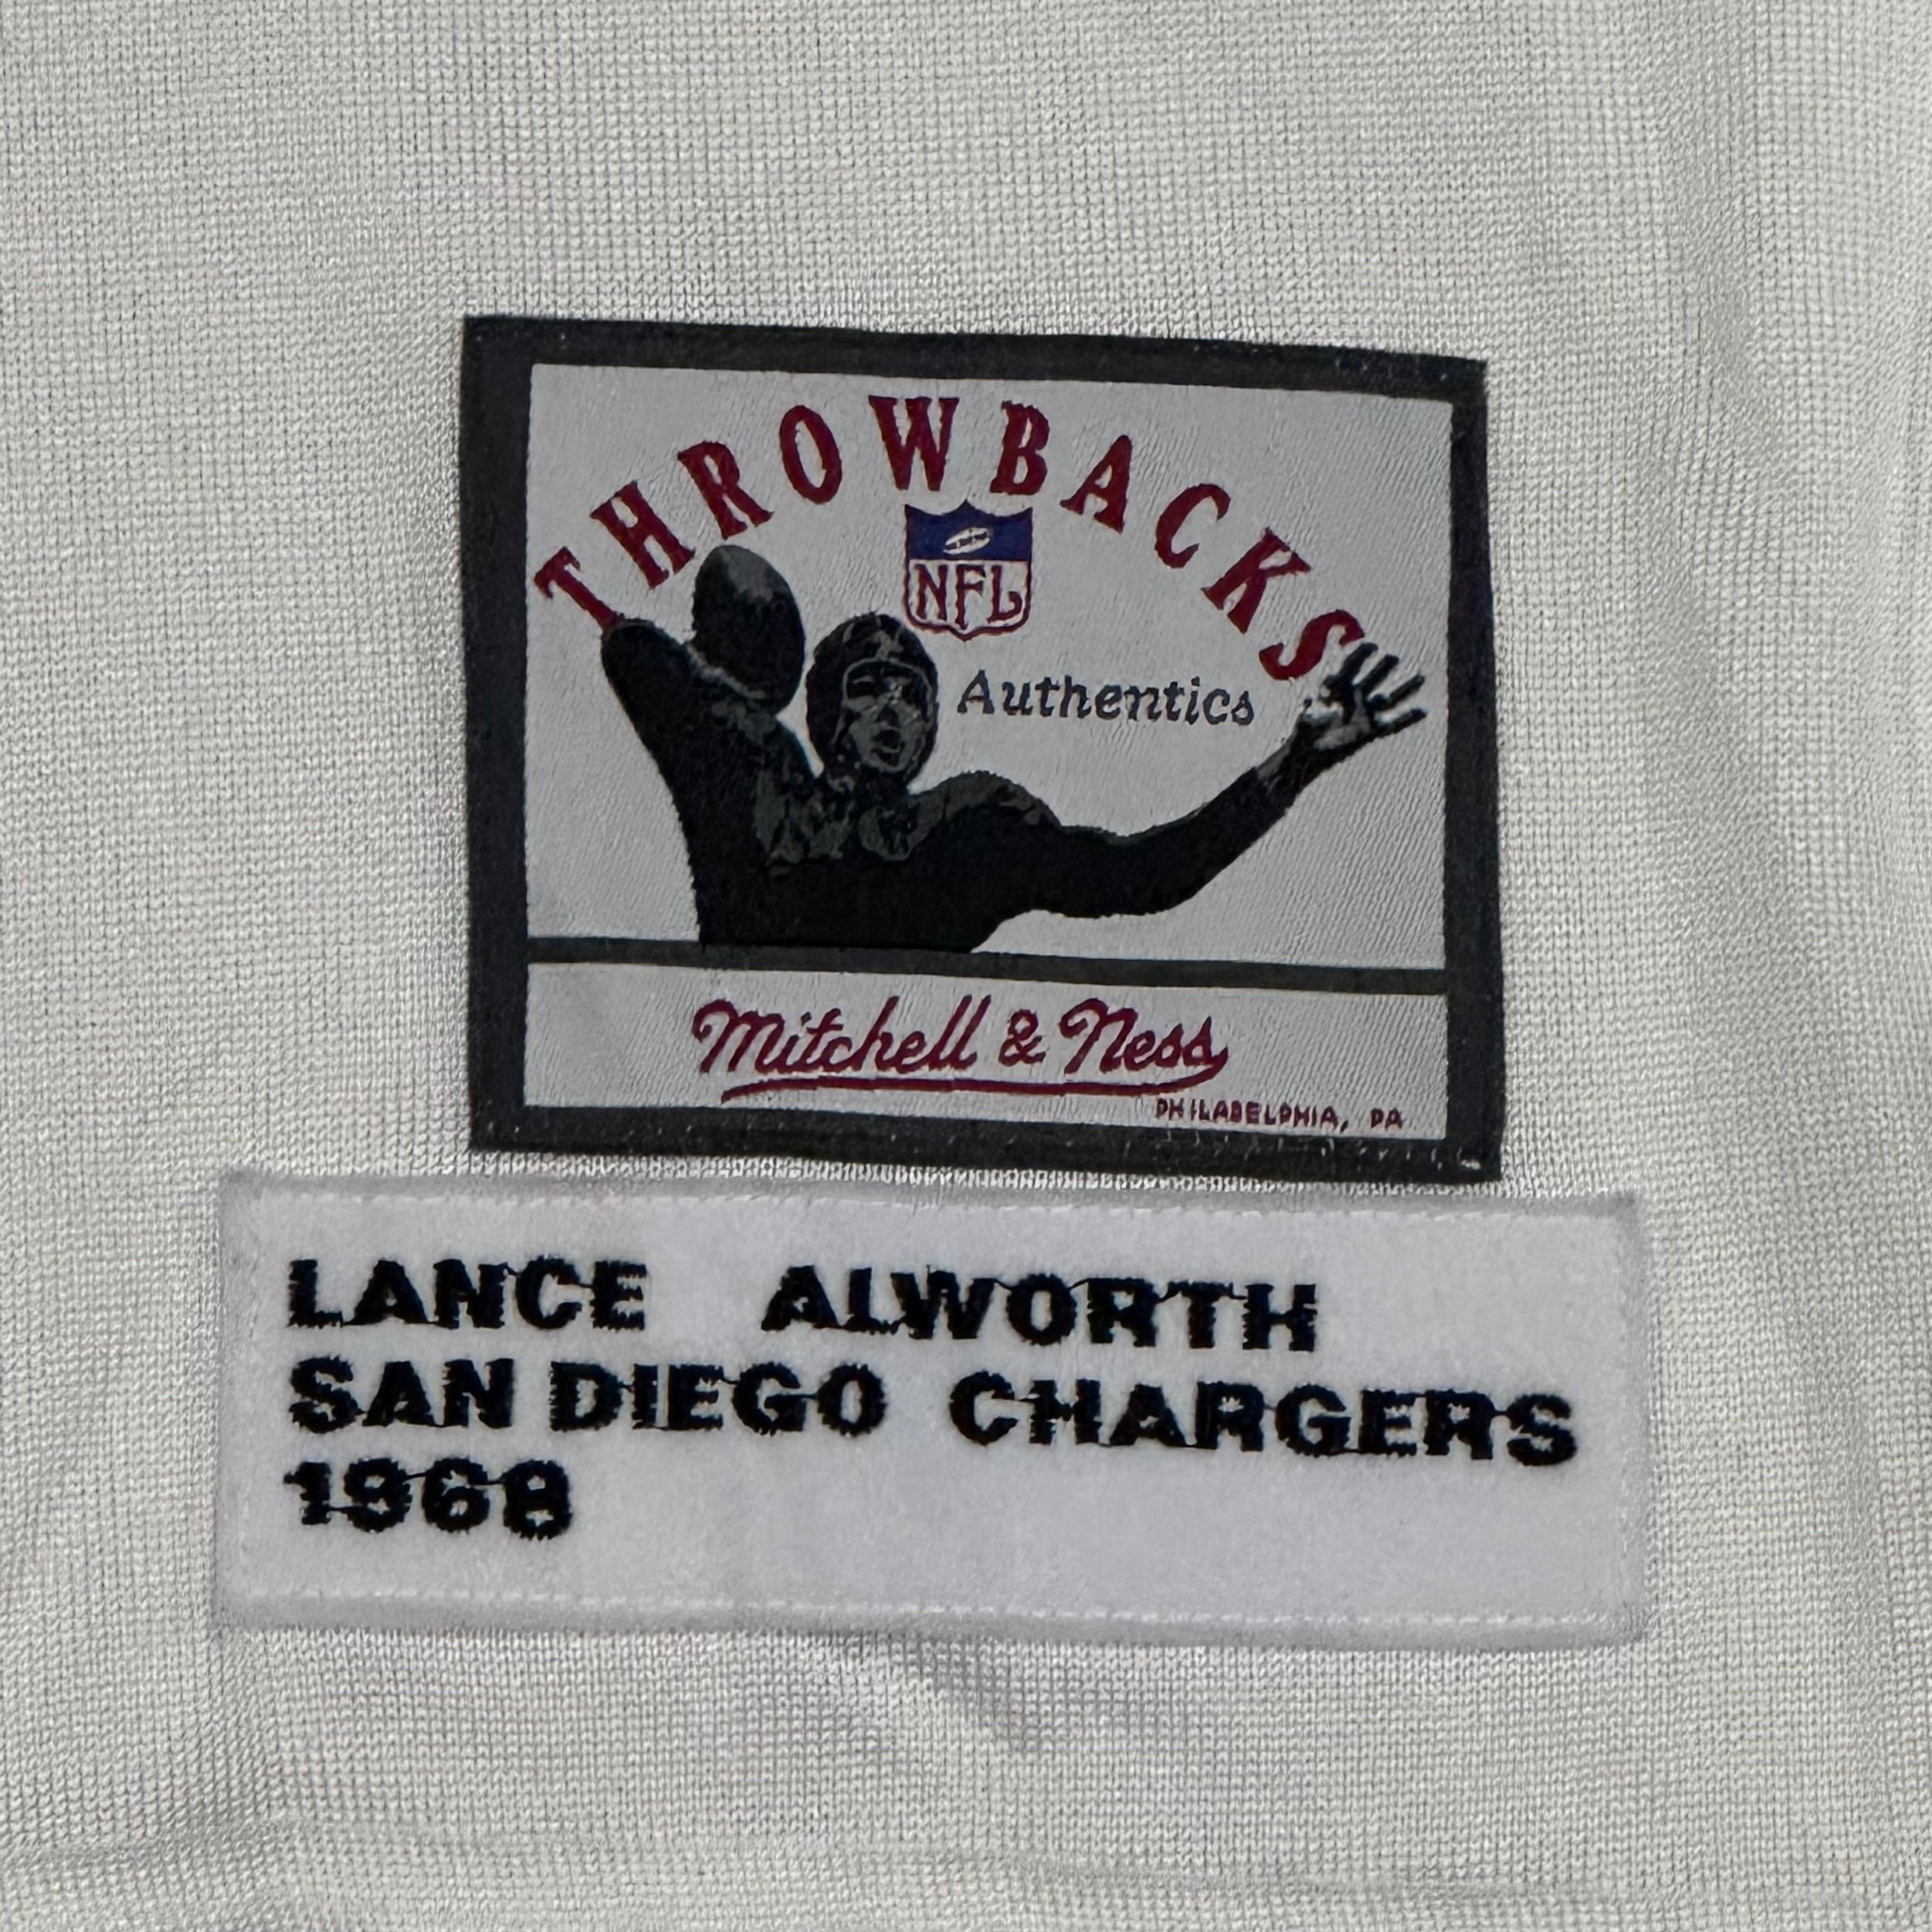 THROWBACKS
NFL
Authentics
Mitchell & Ness
PHILADELPHIA, PA
LANCE ALWORTH
SAN DIEGO CHARGERS
1968